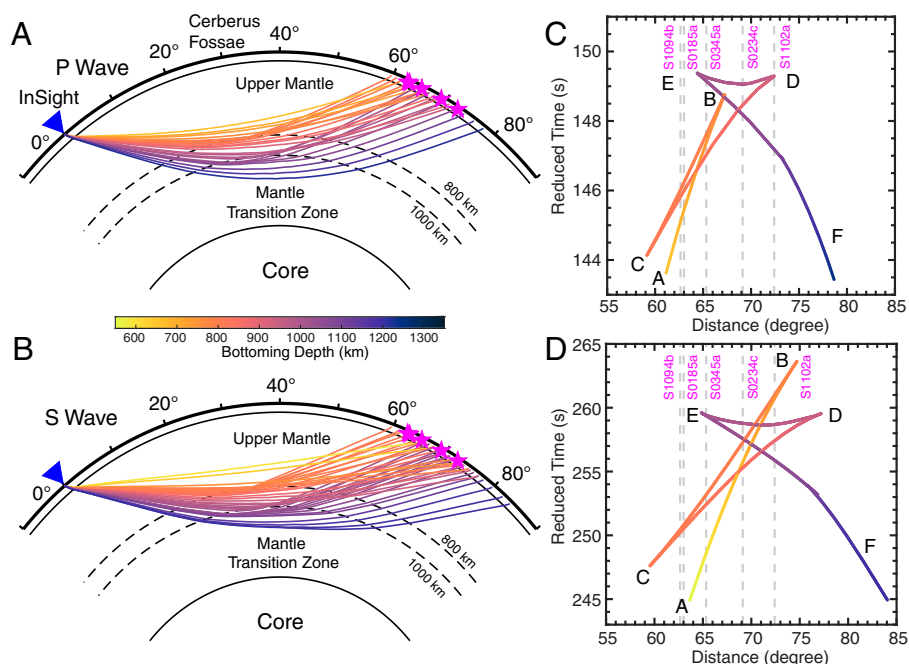 A
Cerberus
Fossae
P Wave
InSight
0°
20°
40°
60°
80°
Upper Mantle
Mantle
Transition Zone
800 km
1000 km
Core
600 700 800 900 1000 1100 1200 1300
Bottoming Depth (km)
B
S Wave
0°
20°
40°
60°
80°
Upper Mantle
Mantle
Transition Zone
800 km
1000 km
Core
C
S1094b
S0185a
S0345a
S0234c
S1102a
E
B
D
C
A
F
Reduced Time (s)
150
148
146
144
55 60 65 70 75 80 85
Distance (degree)
D
S1094b
S0185a
S0345a
S0234c
S1102a
B
E
D
C
A
F
Reduced Time (s)
265
260
255
250
245
55 60 65 70 75 80 85
Distance (degree)